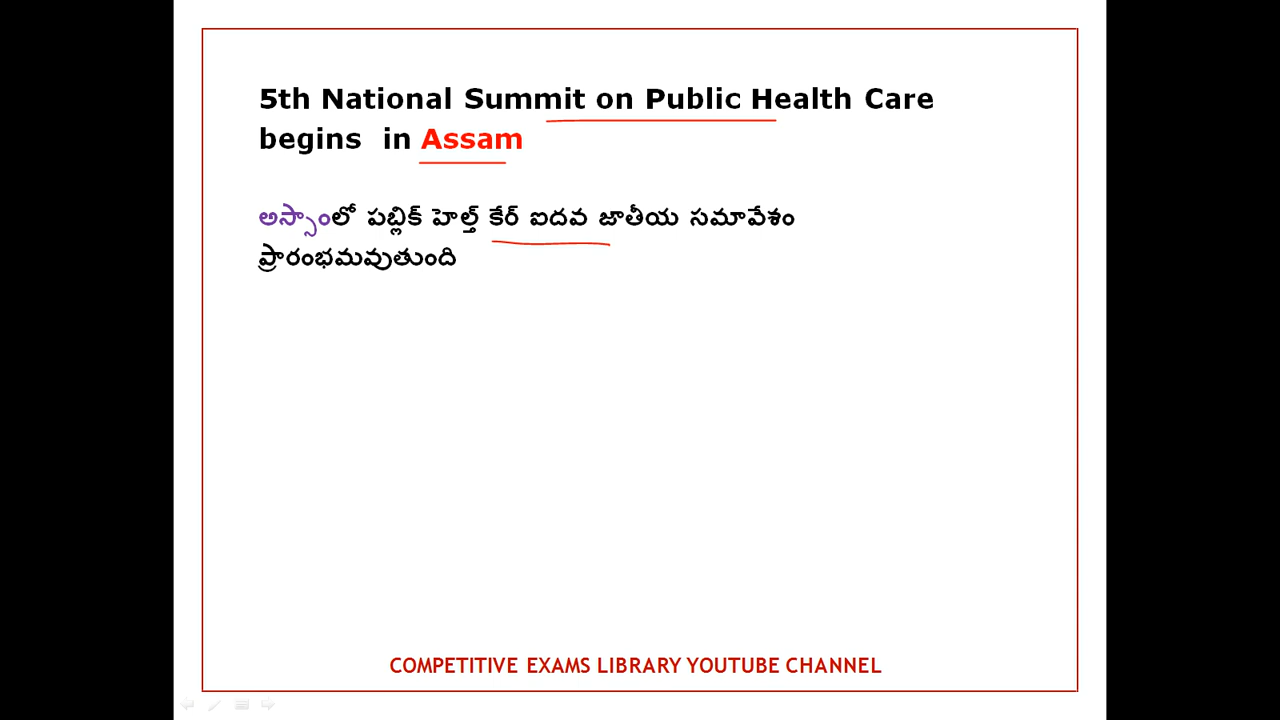 5th National Summit on Public Health Care
begins in Assam
అస్సాంలో పబ్లిక్ హెల్త్ కేర్ ఐదవ జాతీయ సమావేశం
ప్రారంభమవుతుంది
COMPETITIVE EXAMS LIBRARY YOUTUBE CHANNEL